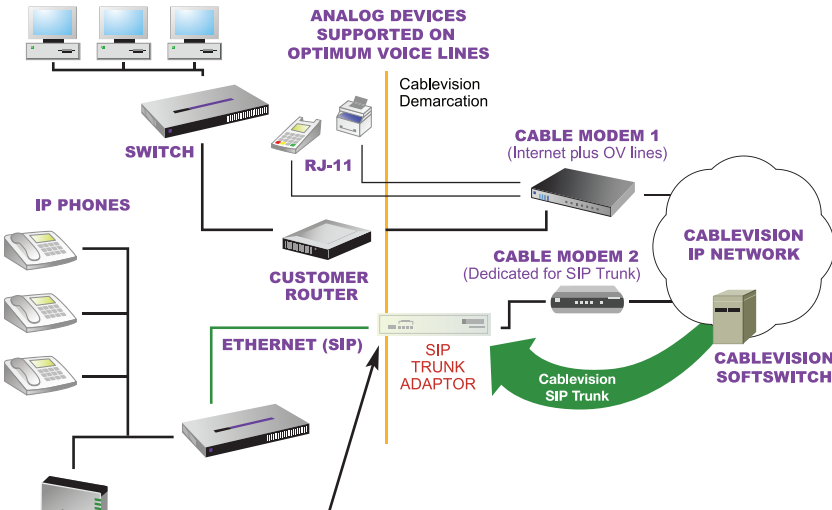 ANALOG DEVICES
SUPPORTED ON
OPTIMUM VOICE LINES
Cablevision
Demarcation
SWITCH
RJ-11
CABLE MODEM 1
(Internet plus OV lines)
IP PHONES
CUSTOMER
ROUTER
CABLE MODEM 2
(Dedicated for SIP Trunk)
CABLEVISION
IP NETWORK
ETHERNET (SIP)
SIP
TRUNK
ADAPTOR
Cablevision
SIP Trunk
CABLEVISION
SOFTSWITCH